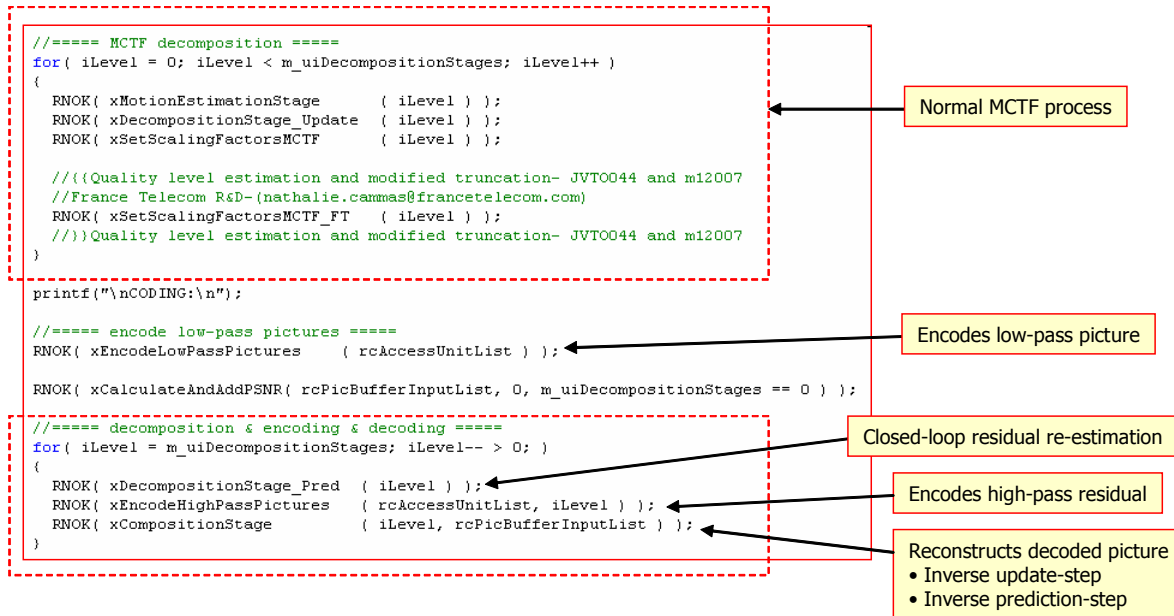 //===== MCTF decomposition =====
for( iLevel = 0; iLevel < m_uiDecompositionStages; iLevel++ )
{
  RNOK( xMotionEstimationStage      ( iLevel ) );
  RNOK( xDecompositionStage_Update  ( iLevel ) );
  RNOK( xSetScalingFactorsMCTF      ( iLevel ) );

  //{{Quality level estimation and modified truncation- JVTO044 and m12007
  //France Telecom R&D-(nathalie.cammas@francetelecom.com)
  RNOK( xSetScalingFactorsMCTF_FT   ( iLevel ) );
  //}}Quality level estimation and modified truncation- JVTO044 and m12007
}
Normal MCTF process

printf("\nCODING:\n");

//===== encode low-pass pictures =====
RNOK( xEncodeLowPassPictures    ( rcAccessUnitList ) );
Encodes low-pass picture

RNOK( xCalculateAndAddPSNR( rcPicBufferInputList, 0, m_uiDecompositionStages == 0 ) );

//===== decomposition & encoding & decoding =====
for( iLevel = m_uiDecompositionStages; iLevel-- > 0; )
{
  RNOK( xDecompositionStage_Pred  ( iLevel ) );
  RNOK( xEncodeHighPassPictures   ( rcAccessUnitList, iLevel ) );
  RNOK( xCompositionStage         ( iLevel, rcPicBufferInputList ) );
}
Closed-loop residual re-estimation
Encodes high-pass residual
Reconstructs decoded picture
• Inverse update-step
• Inverse prediction-step